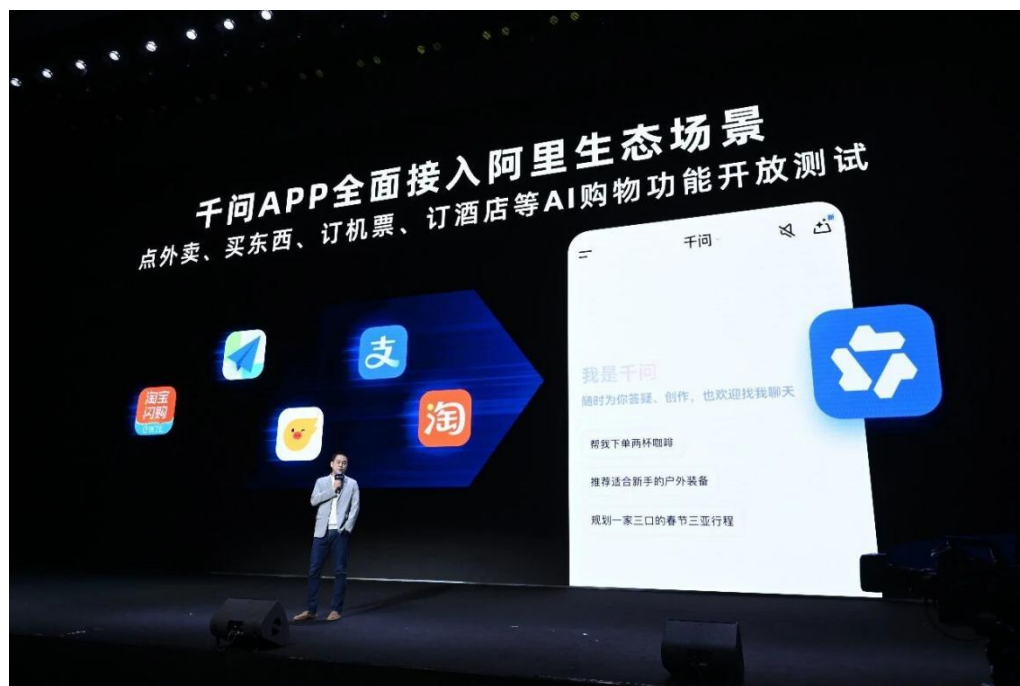 千问APP全面接入阿里生态场景
点外卖、买东西、订机票、订酒店等AI购物功能开放测试
千问
我是千问
随时为你答疑、创作，也欢迎找我聊天
帮我下单两杯咖啡
推荐适合新手的户外装备
规划一家三口的春节三亚行程
支
淘
淘宝
闪购